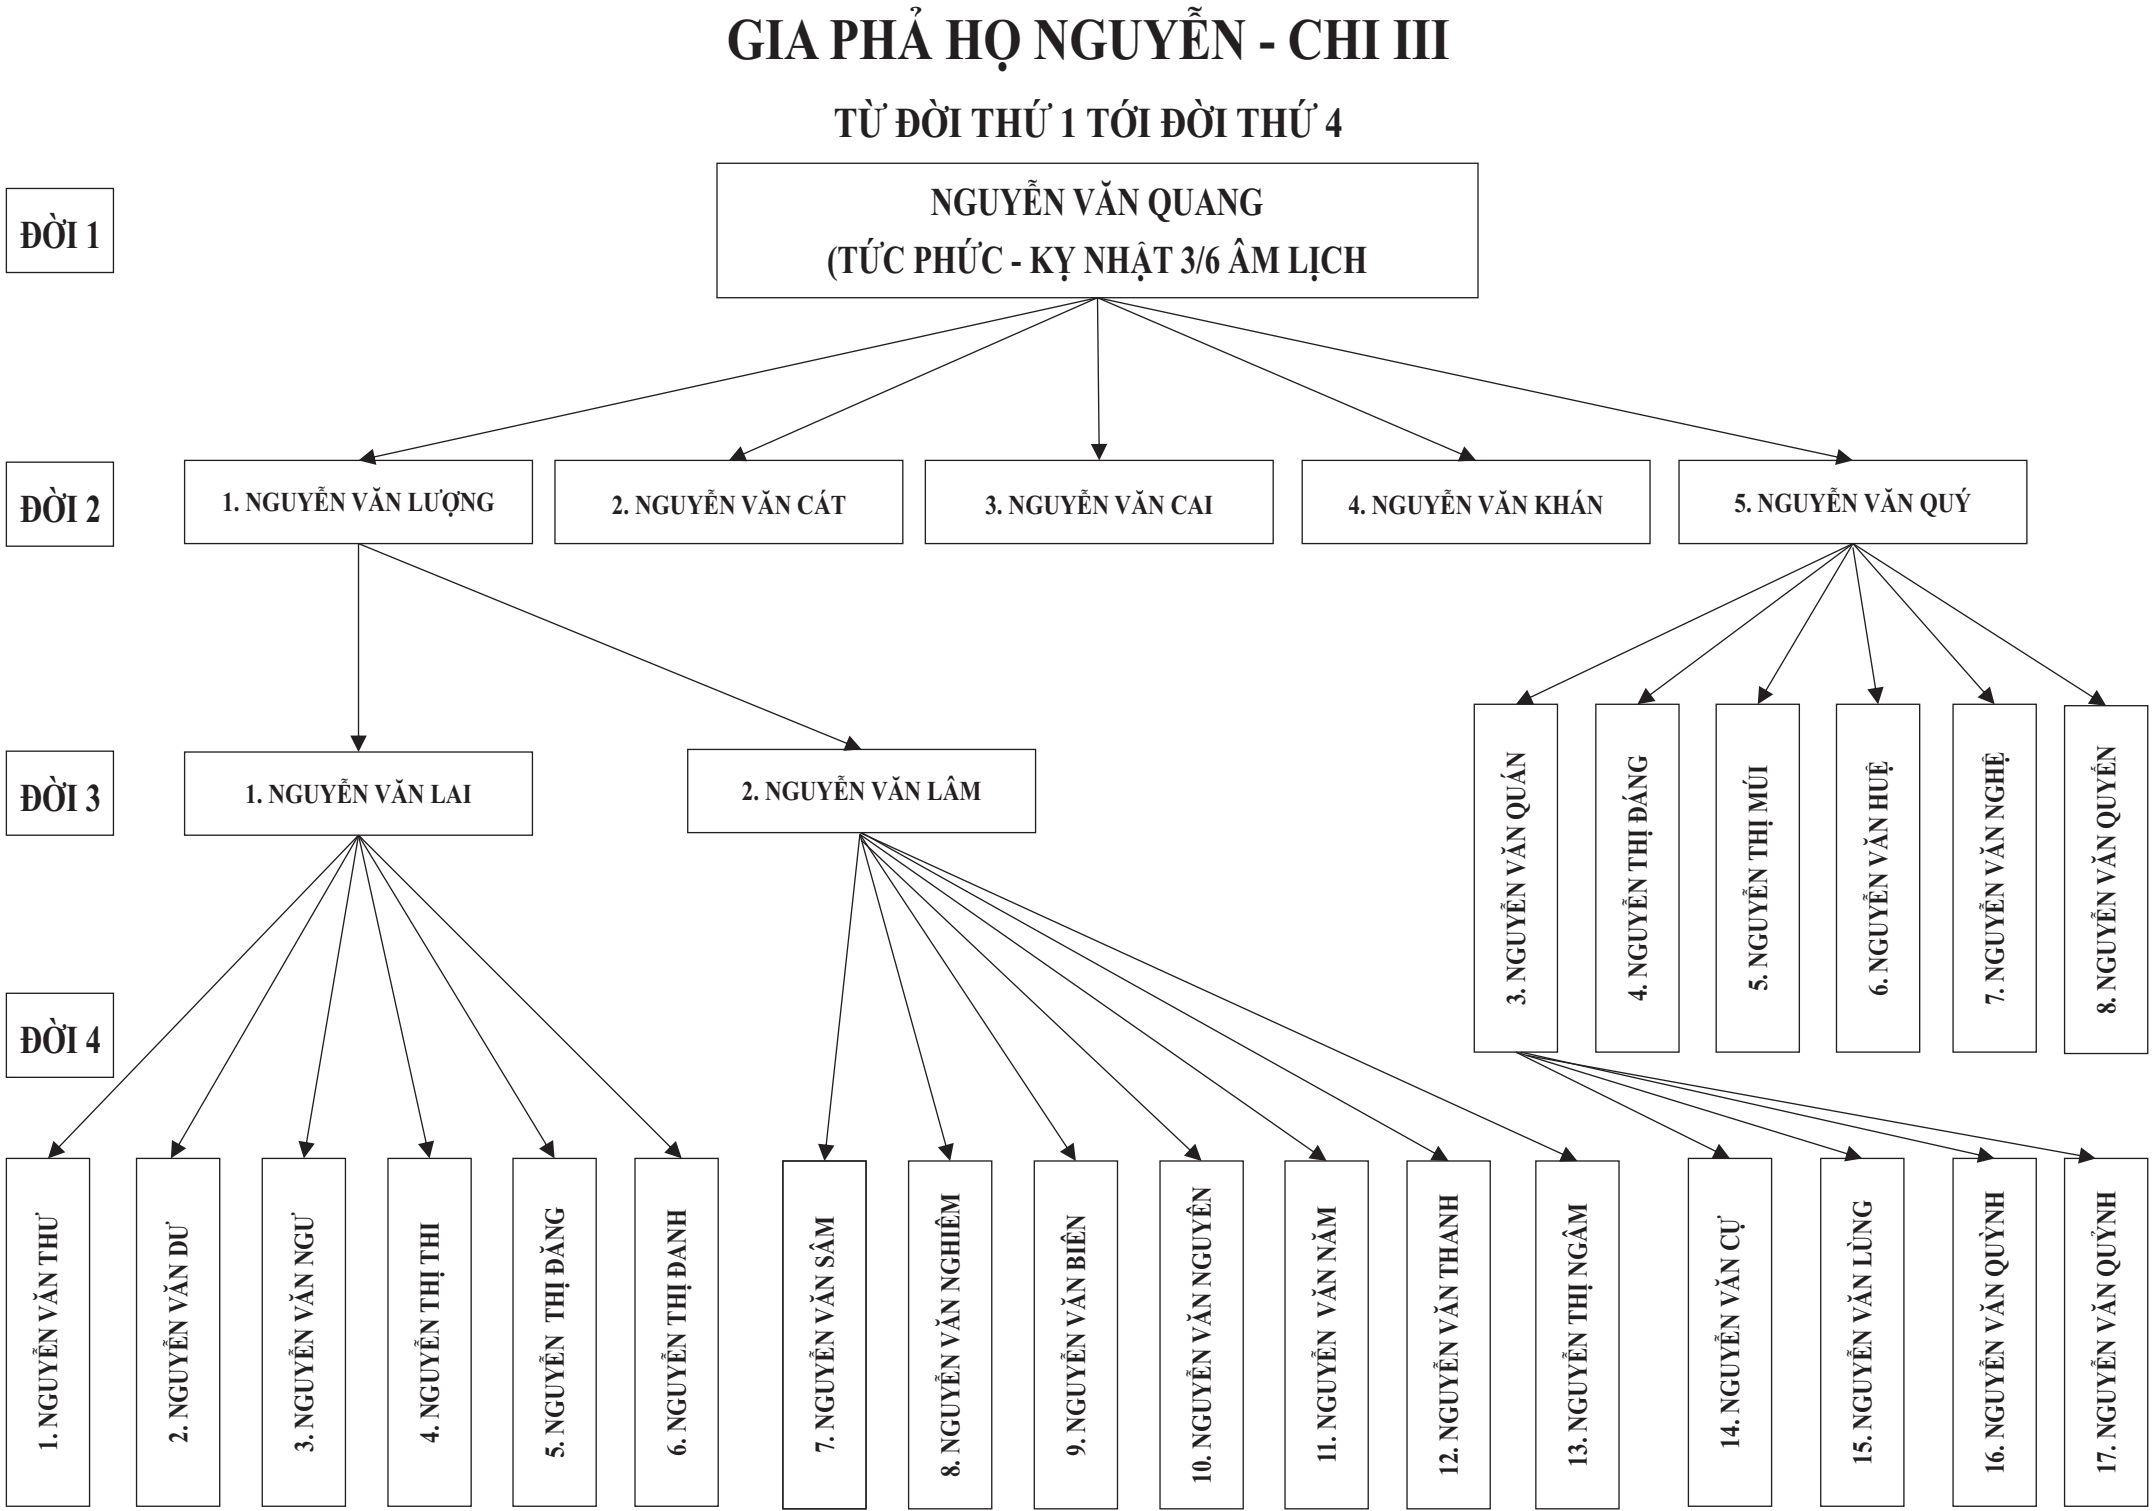 GIA PHẢ HỌ NGUYỄN - CHI III
TỪ ĐỜI THỨ 1 TỚI ĐỜI THỨ 4
ĐỜI 1
NGUYỄN VĂN QUANG
(TỨC PHỨC - KỴ NHẬT 3/6 ÂM LỊCH
ĐỜI 2
1. NGUYỄN VĂN LƯỢNG
2. NGUYỄN VĂN CÁT
3. NGUYỄN VĂN CAI
4. NGUYỄN VĂN KHÁN
5. NGUYỄN VĂN QUÝ
ĐỜI 3
1. NGUYỄN VĂN LAI
2. NGUYỄN VĂN LÂM
3. NGUYỄN VĂN QUÁN
4. NGUYỄN THỊ ĐÁNG
5. NGUYỄN THỊ MÚI
6. NGUYỄN VĂN HUỆ
7. NGUYỄN VĂN NGHỆ
8. NGUYỄN VĂN QUYẾN
ĐỜI 4
1. NGUYỄN VĂN THƯ
2. NGUYỄN VĂN DƯ
3. NGUYỄN VĂN NGƯ
4. NGUYỄN THỊ THI
5. NGUYỄN THỊ ĐĂNG
6. NGUYỄN THỊ ĐANH
7. NGUYỄN VĂN SÂM
8. NGUYỄN VĂN NGHIÊM
9. NGUYỄN VĂN BIÊN
10. NGUYỄN VĂN NGUYÊN
11. NGUYỄN VĂN NĂM
12. NGUYỄN VĂN THANH
13. NGUYỄN THỊ NGÂM
14. NGUYỄN VĂN CỤ
15. NGUYỄN VĂN LÙNG
16. NGUYỄN VĂN QUỲNH
17. NGUYỄN VĂN QUỶNH